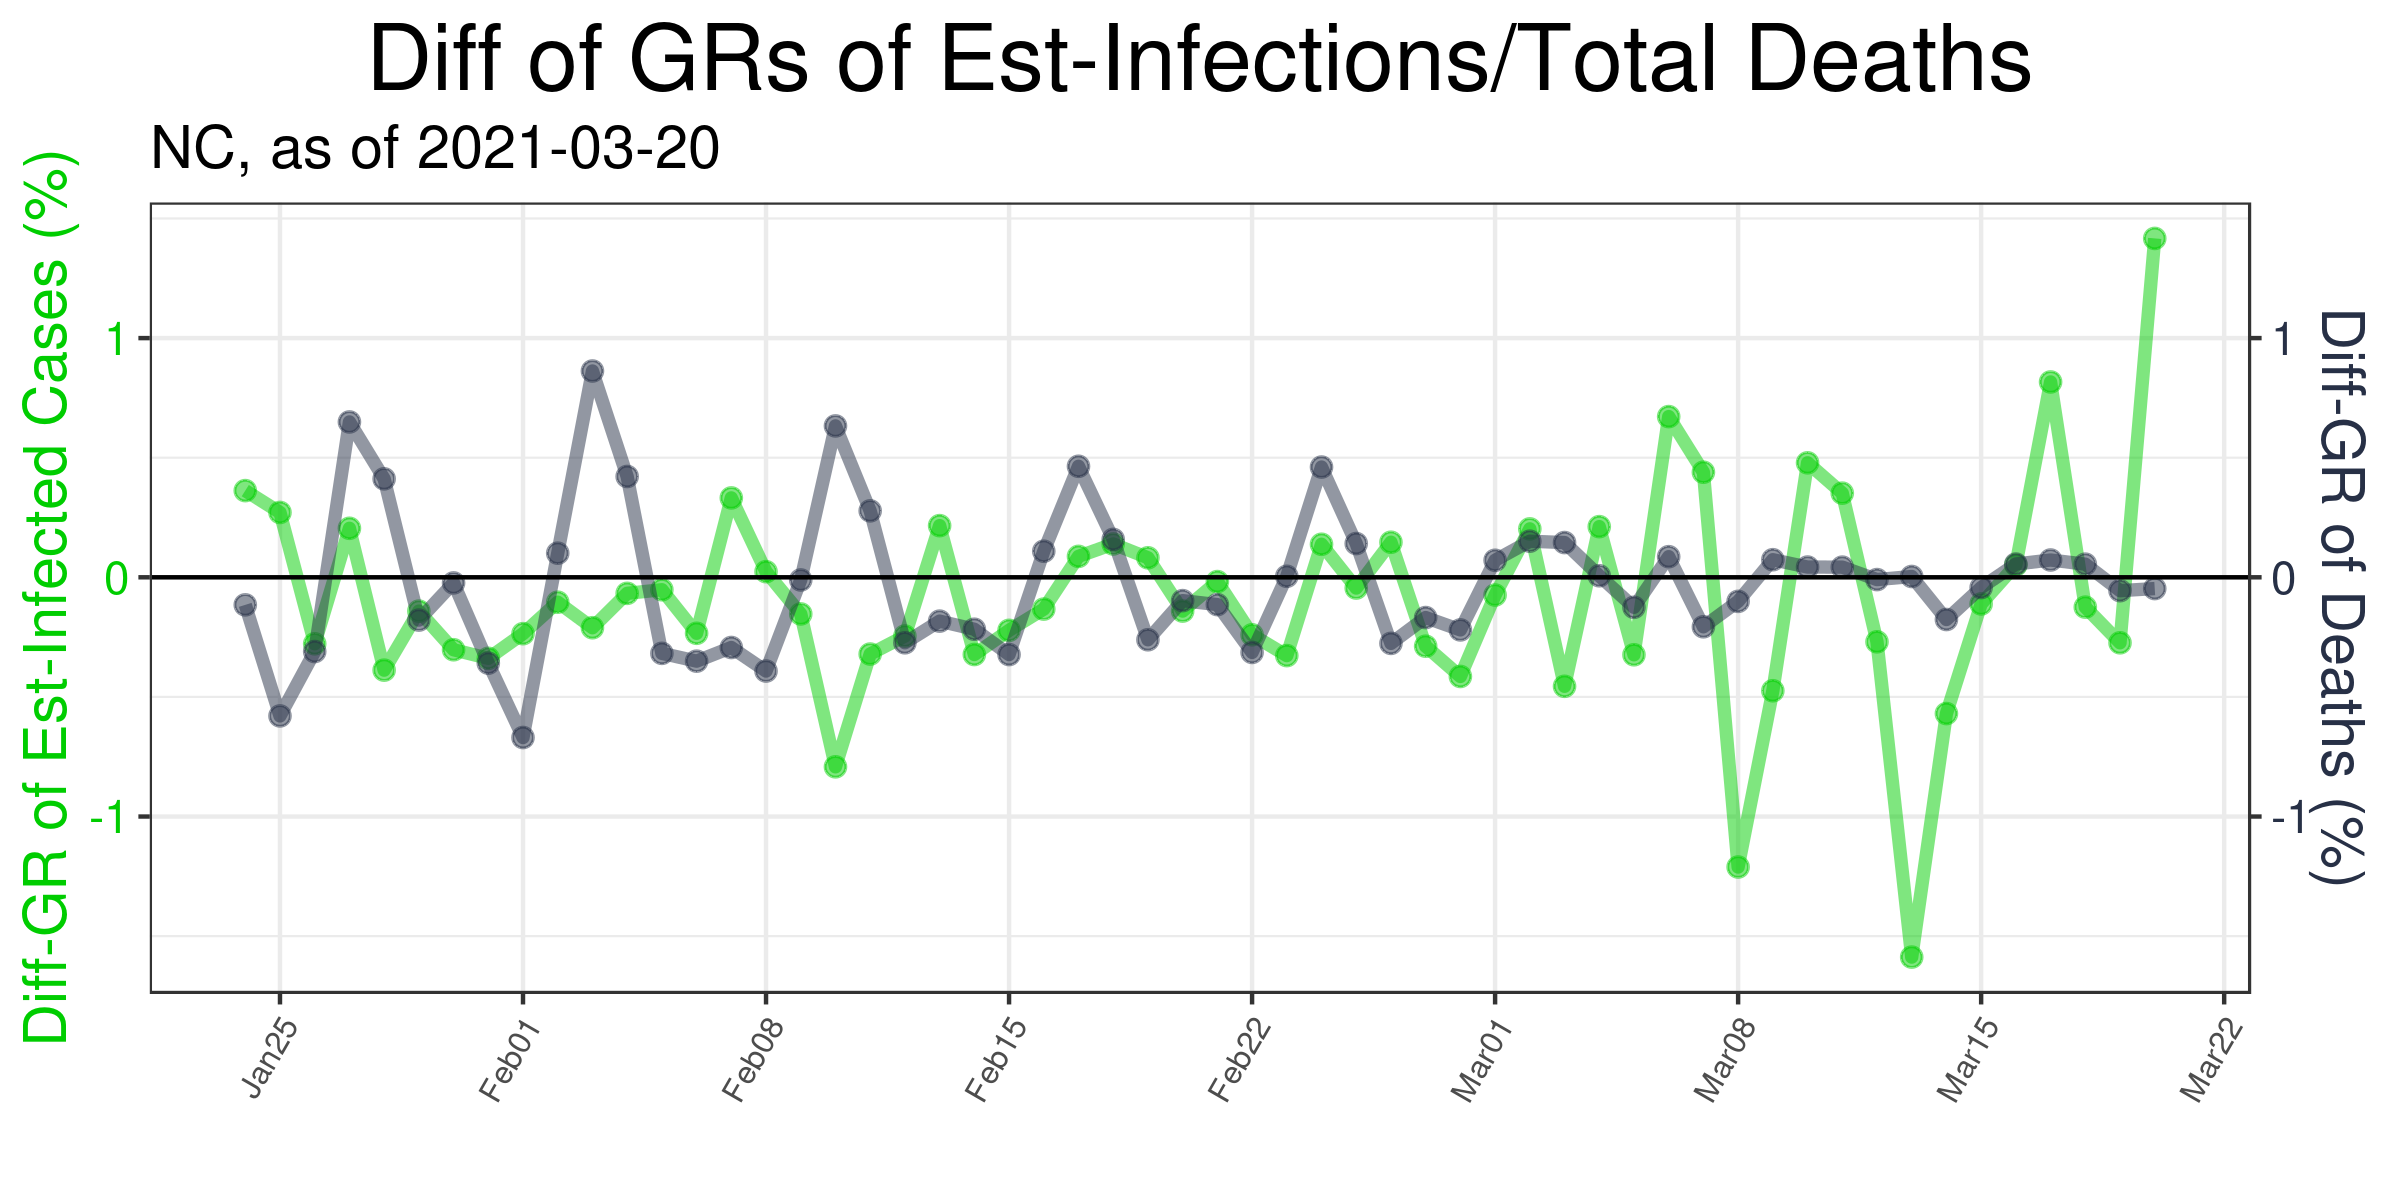 Diff of GRs of Est-Infections/Total Deaths
NC, as of 2021-03-20
Diff-GR of Est-Infected Cases (%)
1
0
-1
1
0
-1
Diff-GR of Deaths (%)
Jan25
Feb01
Feb08
Feb15
Feb22
Mar01
Mar08
Mar15
Mar22